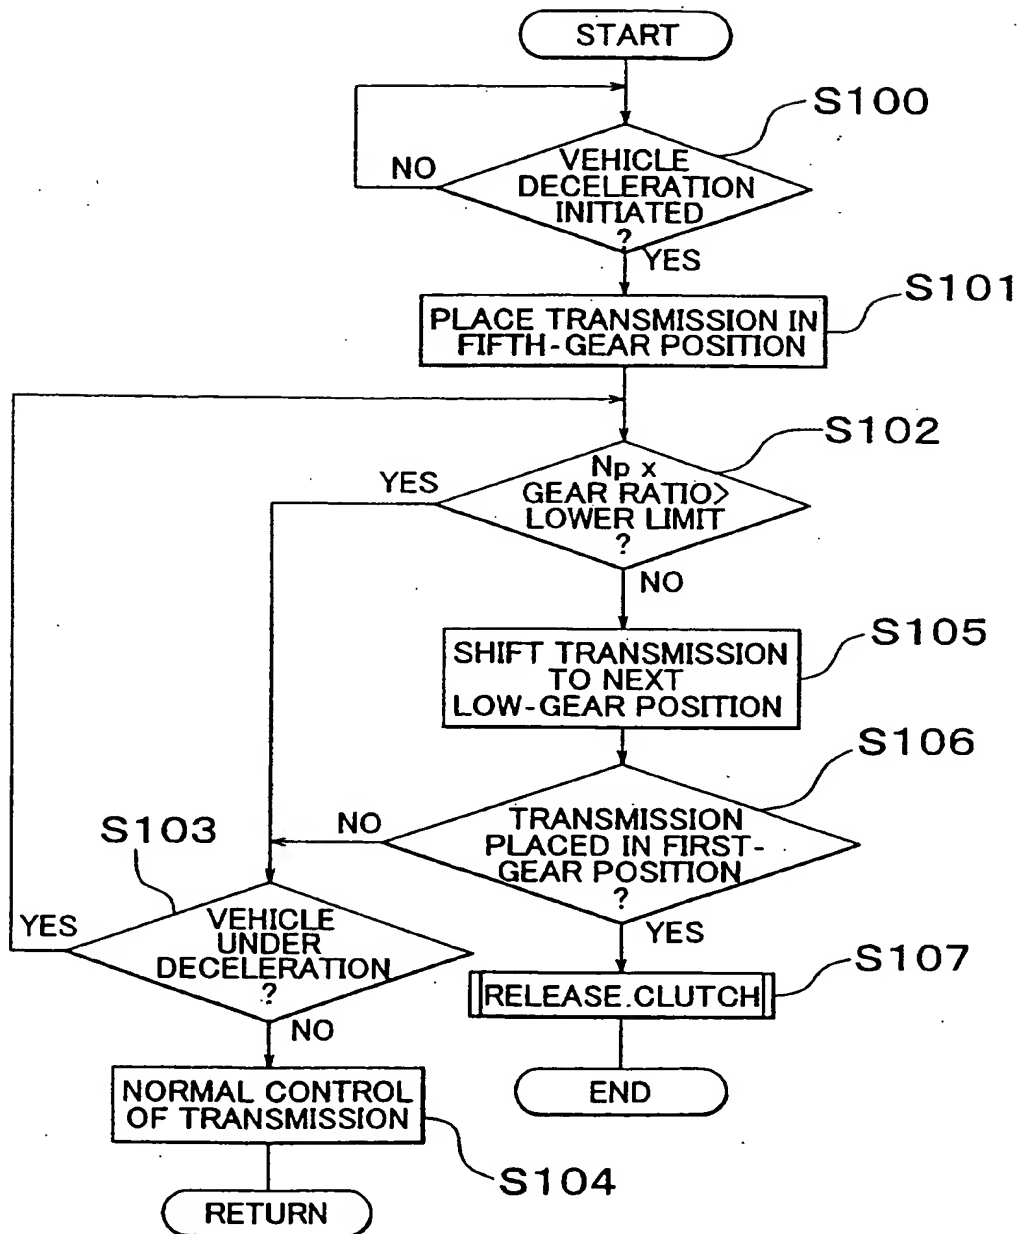 START
S100
NO
VEHICLE
DECELERATION
INITIATED
?
YES
S101
PLACE TRANSMISSION IN
FIFTH-GEAR POSITION
S102
YES
Np x
GEAR RATIO>
LOWER LIMIT
?
NO
S105
SHIFT TRANSMISSION
TO NEXT
LOW-GEAR POSITION
S106
NO
TRANSMISSION
PLACED IN FIRST-
GEAR POSITION
?
YES
S103
YES
VEHICLE
UNDER
DECELERATION
?
NO
S107
RELEASE.CLUTCH
END
NORMAL CONTROL
OF TRANSMISSION
S104
RETURN